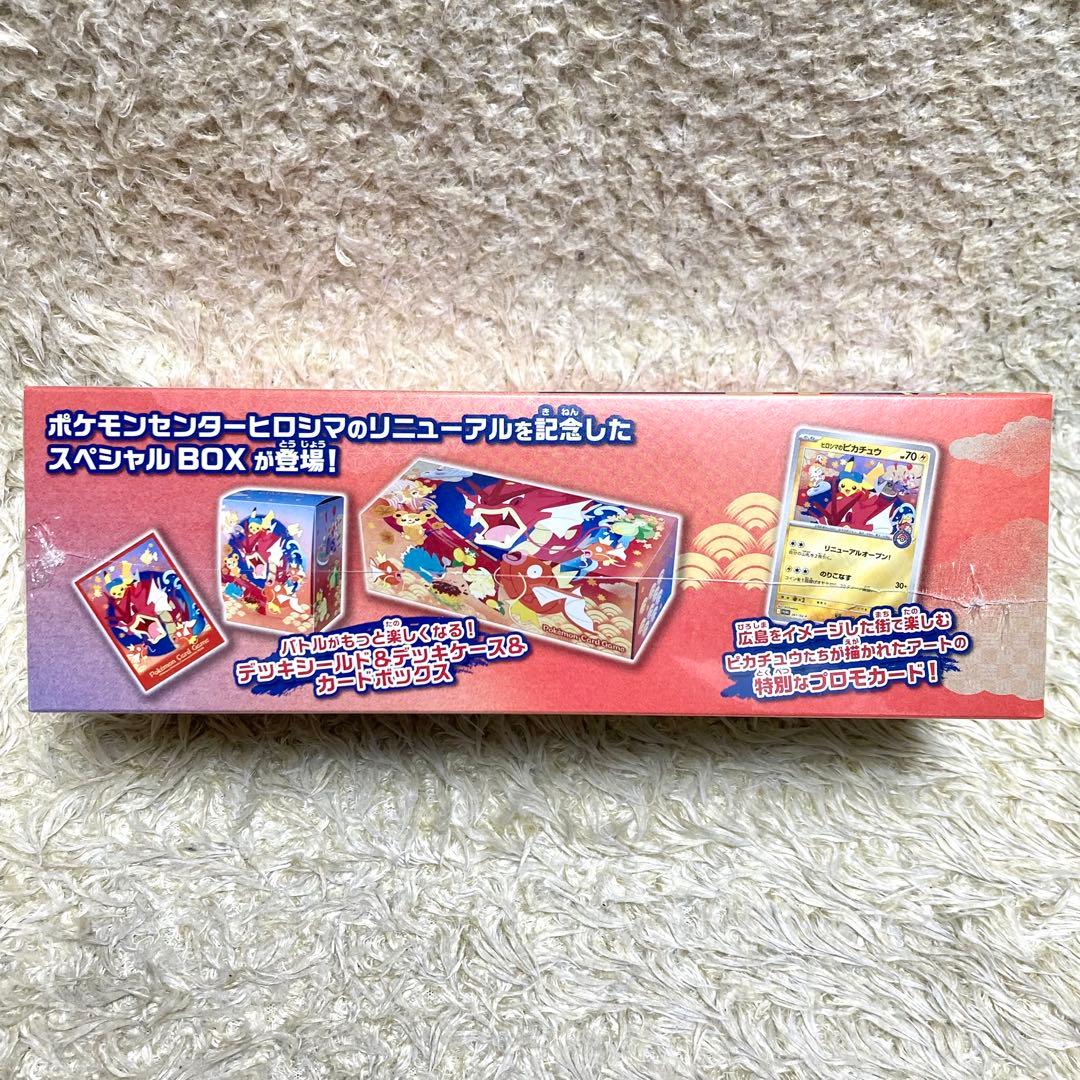 ポケモンセンターヒロシマのリニューアルを記念した
スペシャルBOXが登場!
バトルがもっと楽しくなる!
デッキシールド&デッキケース&
カードボックス
Pokémon Card Game
Pokémon Card Game
ヒロシマのピカチュウ
HP70
リニューアルオープン!
のりこなす
30+
広島をイメージした街で楽しむ
ピカチュウたちが描かれたアートの
特別なプロモカード!